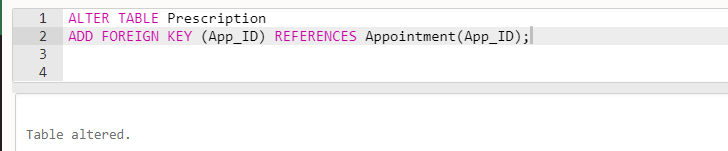 1 ALTER TABLE Prescription
2 ADD FOREIGN KEY (App_ID) REFERENCES Appointment(App_ID);
3
4
Table altered.